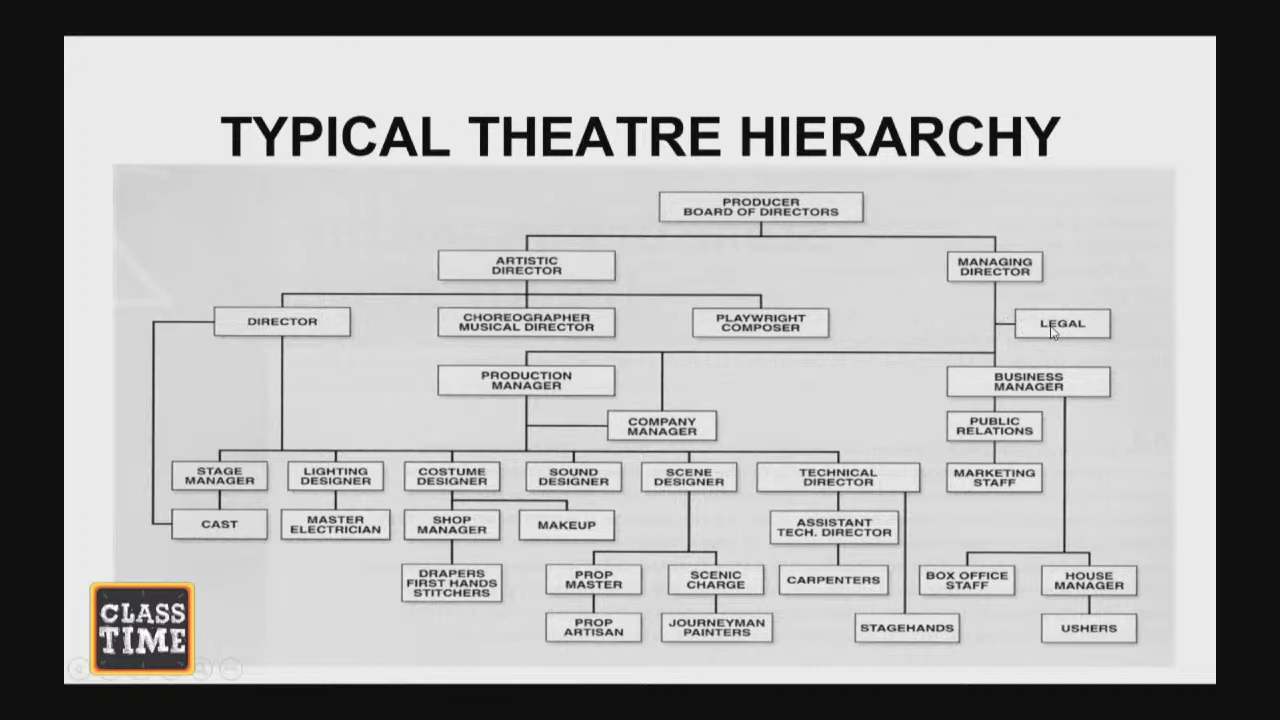 TYPICAL THEATRE HIERARCHY
PRODUCER
BOARD OF DIRECTORS
ARTISTIC
DIRECTOR
MANAGING
DIRECTOR
DIRECTOR
CHOREOGRAPHER
MUSICAL DIRECTOR
PLAYWRIGHT
COMPOSER
LEGAL
PRODUCTION
MANAGER
BUSINESS
MANAGER
COMPANY
MANAGER
PUBLIC
RELATIONS
STAGE
MANAGER
LIGHTING
DESIGNER
COSTUME
DESIGNER
SOUND
DESIGNER
SCENE
DESIGNER
TECHNICAL
DIRECTOR
MARKETING
STAFF
CAST
MASTER
ELECTRICIAN
SHOP
MANAGER
MAKEUP
ASSISTANT
TECH. DIRECTOR
DRAPERS
FIRST HANDS
STITCHERS
PROP
MASTER
SCENIC
CHARGE
CARPENTERS
BOX OFFICE
STAFF
HOUSE
MANAGER
PROP
ARTISAN
JOURNEYMAN
PAINTERS
STAGEHANDS
USHERS
CLASS
TIME